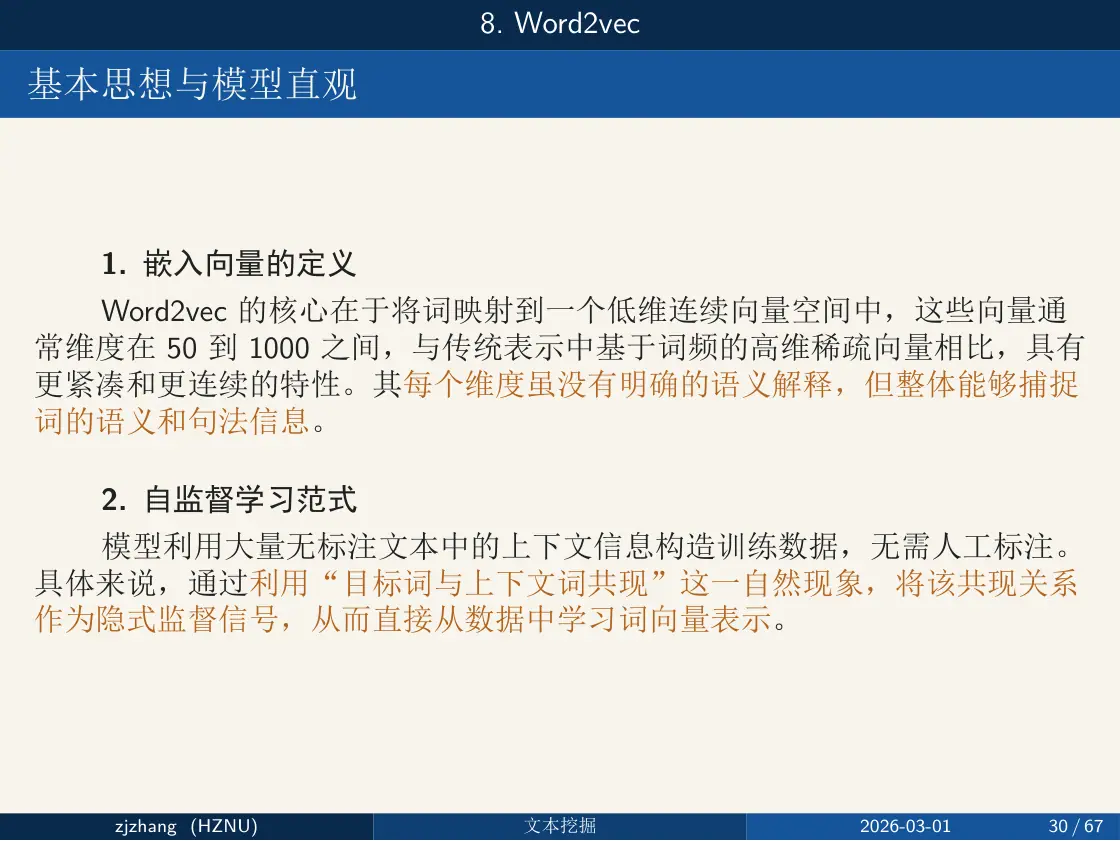 8. Word2vec
基本思想与模型直观
1. 嵌入向量的定义
Word2vec 的核心在于将词映射到一个低维连续向量空间中，这些向量通
常维度在 50 到 1000 之间，与传统表示中基于词频的高维稀疏向量相比，具有
更紧凑和更连续的特性。其每个维度虽没有明确的语义解释，但整体能够捕捉
词的语义和句法信息。
2. 自监督学习范式
模型利用大量无标注文本中的上下文信息构造训练数据，无需人工标注。
具体来说，通过利用“目标词与上下文词共现”这一自然现象，将该共现关系
作为隐式监督信号，从而直接从数据中学习词向量表示。
zjzhang (HZNU) 文本挖掘 2026-03-01 30 / 67